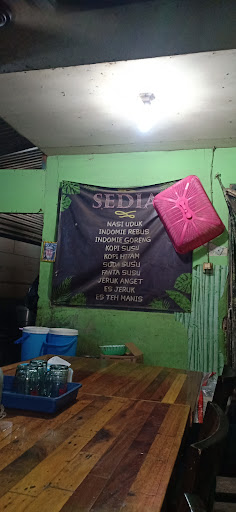 SEDIA
NASI UDUK
INDOMIE REBUS
INDOMIE GORENG
KOPI SUSU
KOPI HITAM
SODA SUSU
FANTA SUSU
JERUK ANGET
ES JERUK
ES TEH MANIS